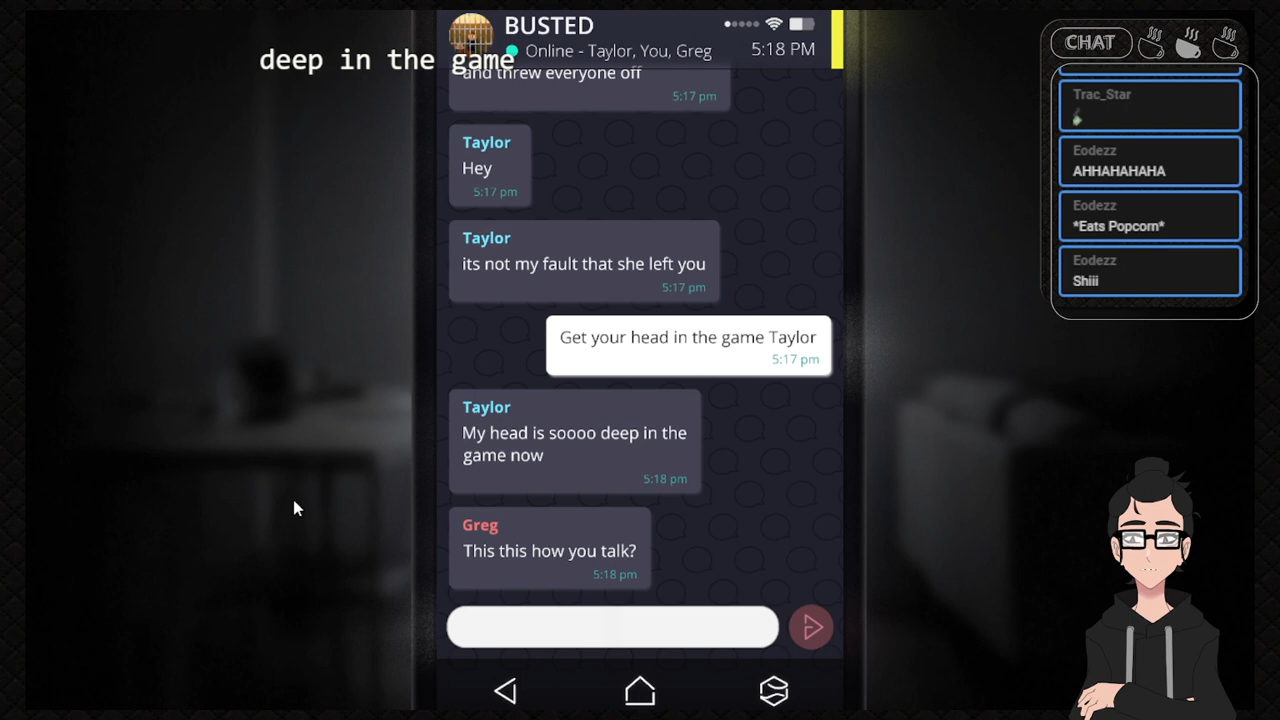 BUSTED
Online - Taylor, You, Greg
5:18 PM
deep in the game
and threw everyone off
5:17 pm
Taylor
Hey
5:17 pm
Taylor
its not my fault that she left you
5:17 pm
Get your head in the game Taylor
5:17 pm
Taylor
My head is soooo deep in the
game now
5:18 pm
Greg
This this how you talk?
5:18 pm
CHAT
Trac_Star
Eodezz
AHHAHAHAHA
Eodezz
*Eats Popcorn*
Eodezz
Shiii